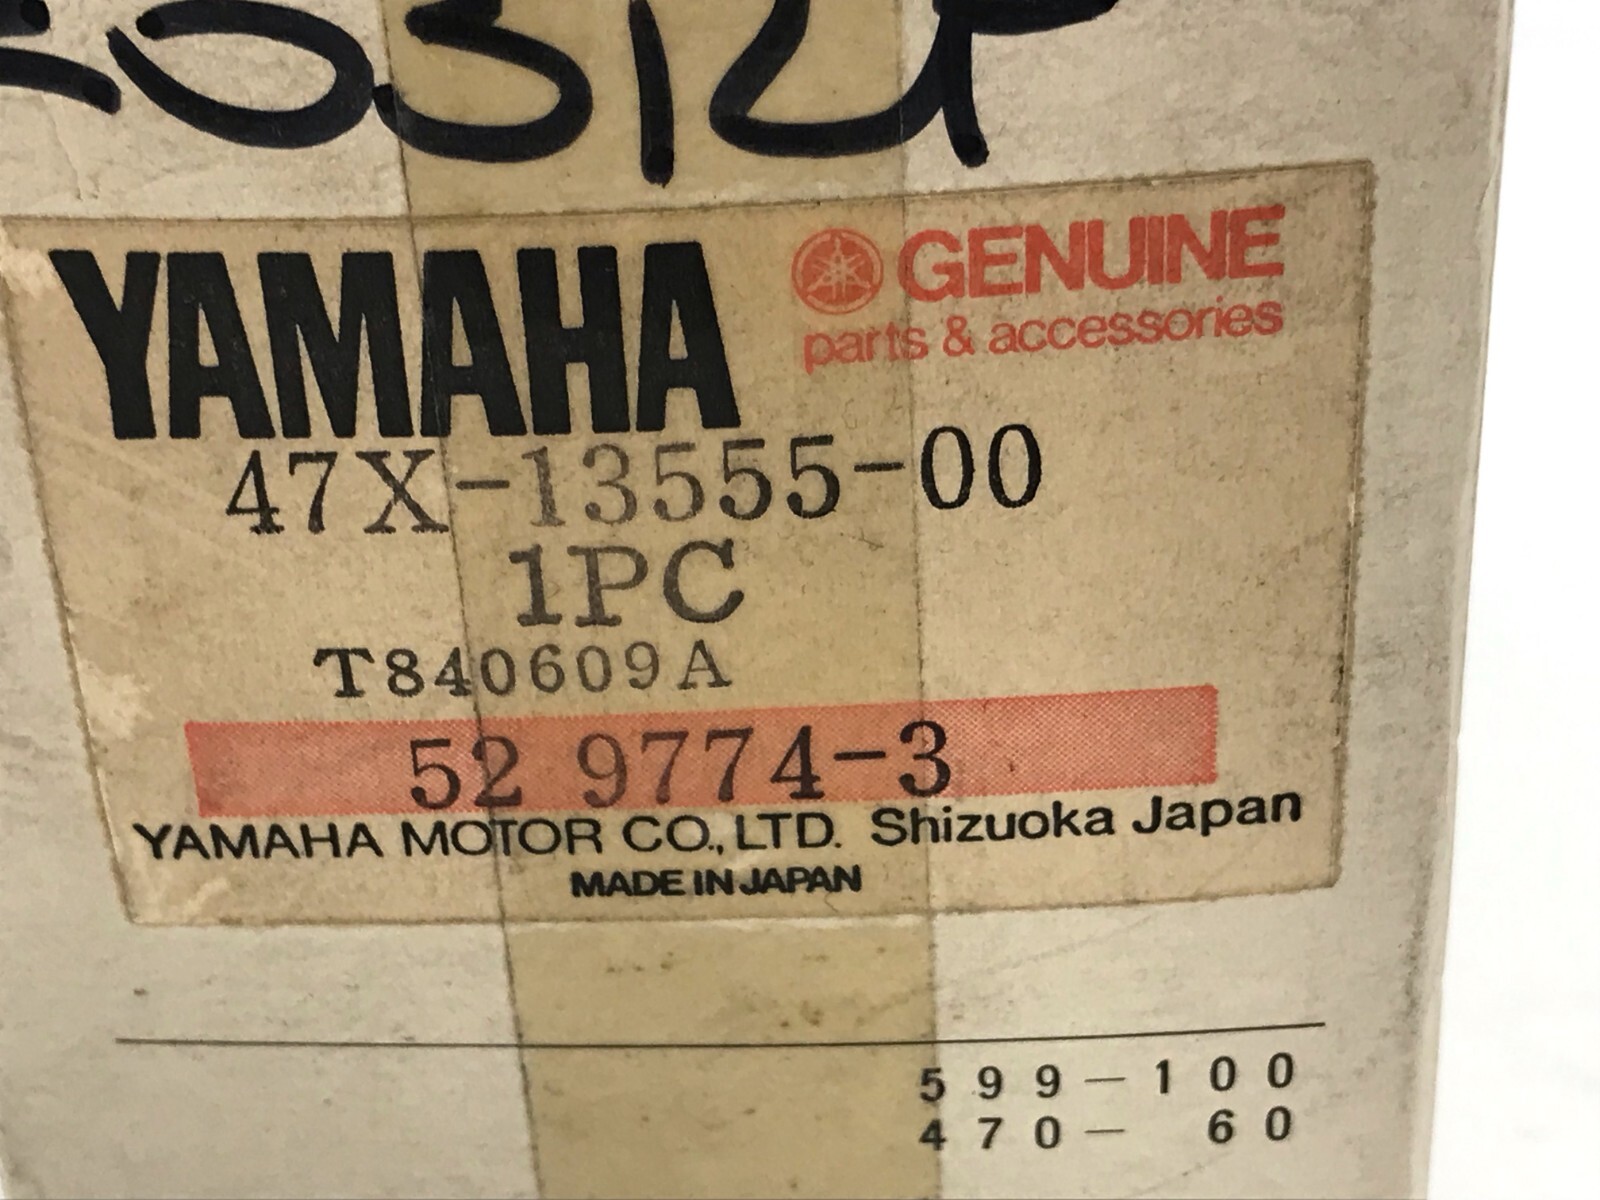 YAMAHA
GENUINE
parts & accessories
47X-13555-00
1PC
T840609A
52 9774-3
YAMAHA MOTOR CO., LTD. Shizuoka Japan
MADE IN JAPAN
599-100
470- 60